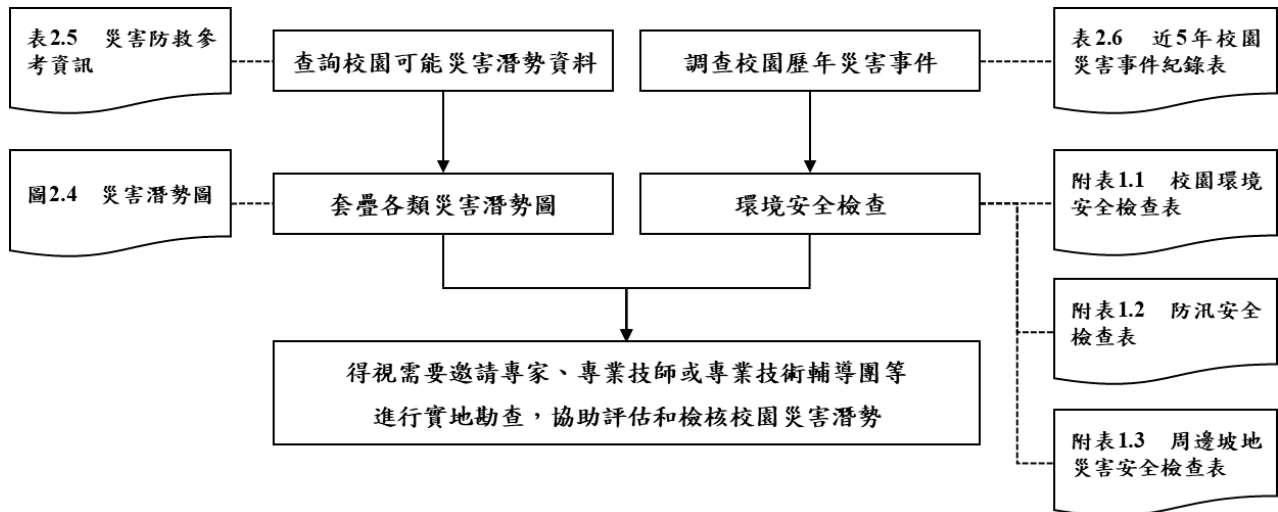 表2.5 災害防救參
考資訊
查詢校園可能災害潛勢資料
調查校園歷年災害事件
表2.6 近5年校園
災害事件紀錄表
圖2.4 災害潛勢圖
套疊各類災害潛勢圖
環境安全檢查
附表1.1 校園環境
安全檢查表
附表1.2 防汛安全
檢查表
得視需要邀請專家、專業技師或專業技術輔導團等
進行實地勘查，協助評估和檢核校園災害潛勢
附表1.3 周邊坡地
災害安全檢查表